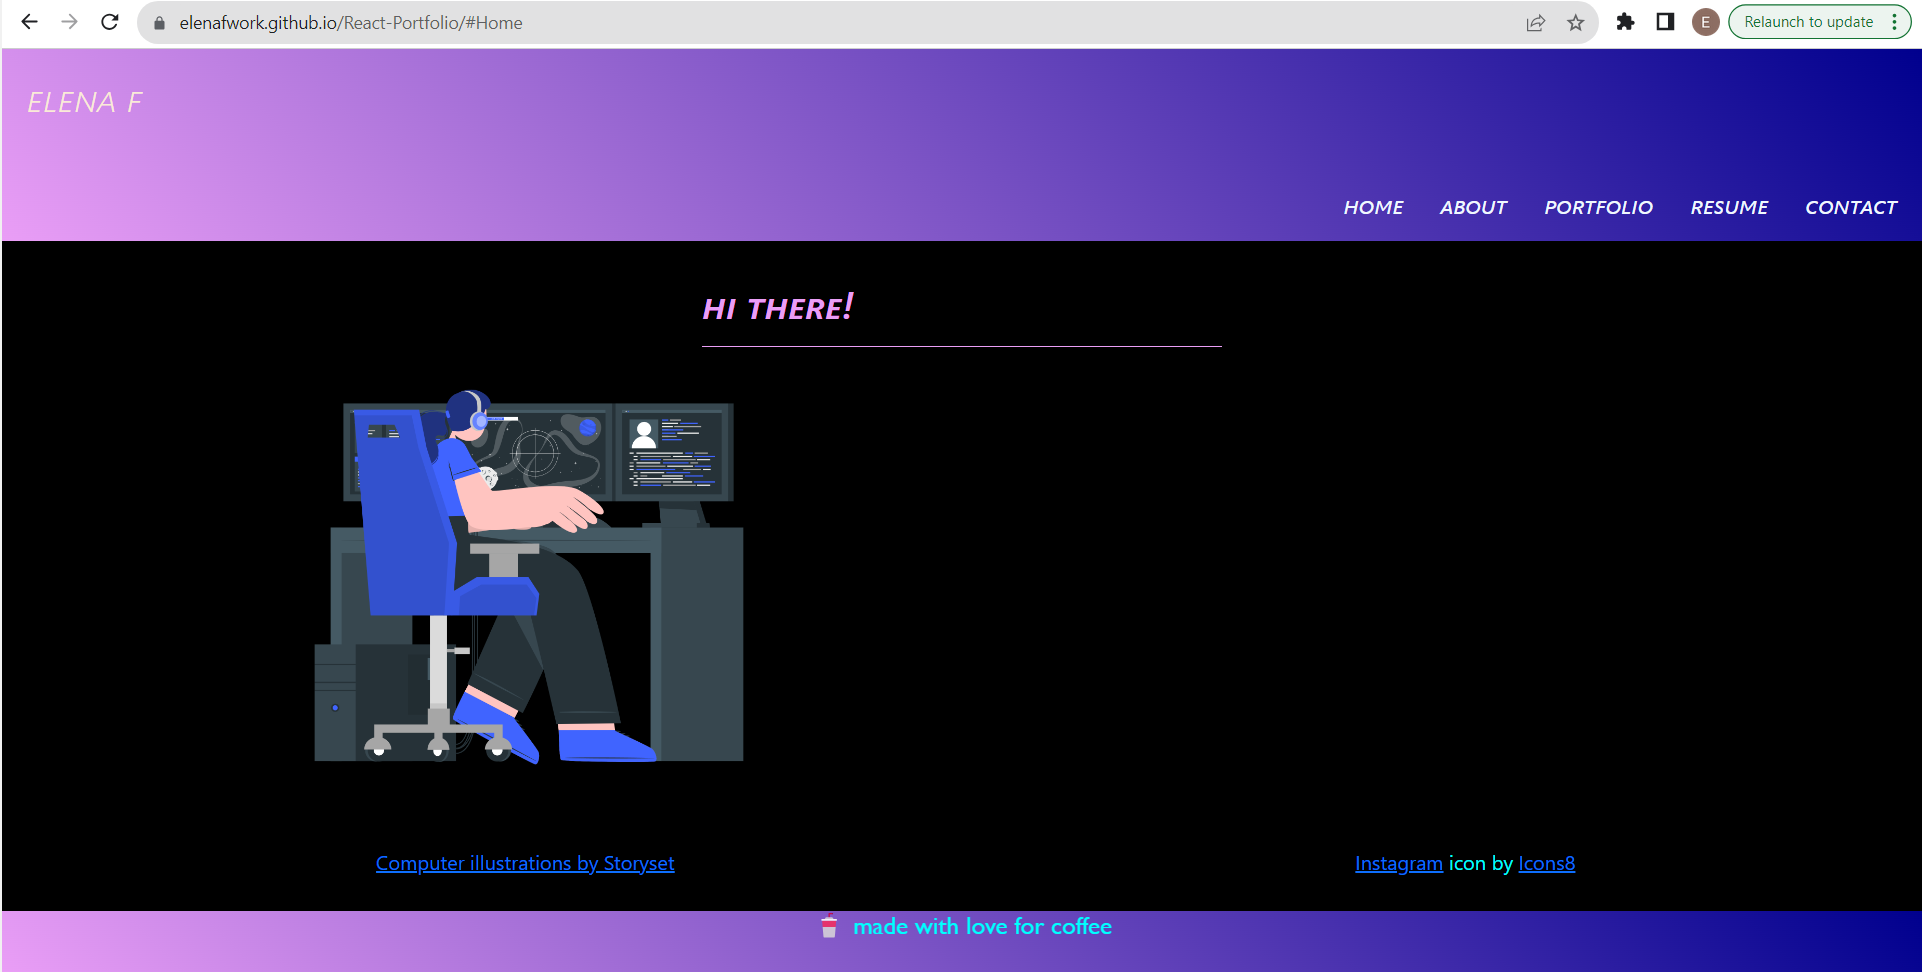 elenafwork.github.io/React-Portfolio/#Home
E
Relaunch to update
ELENA F
HOME ABOUT PORTFOLIO RESUME CONTACT
HI THERE!
Computer illustrations by Storyset
Instagram icon by Icons8
made with love for coffee